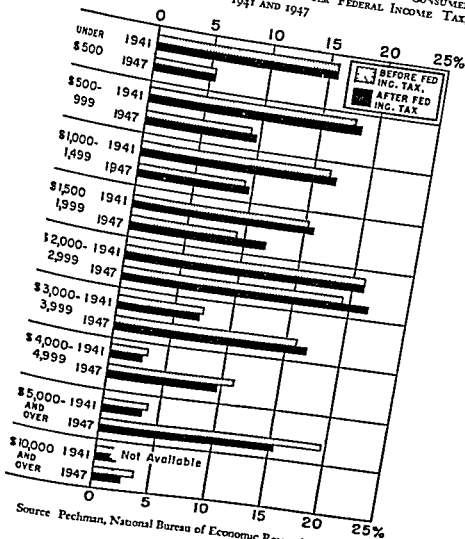 CONSUMER
FEDERAL INCOME TAX
1941 AND 1947
0 5 10 15 20 25%
BEFORE FED
INC. TAX.
AFTER FED
INC. TAX
UNDER 1941
$500
1947
$500- 1941
999
1947
$1,000- 1941
1,499 1947
$1,500 1941
1,999 1947
$2,000- 1941
2,999 1947
$3,000- 1941
3,999 1947
$4,000- 1941
4,999 1947
$5,000- 1941
AND
OVER 1947
$10,000 1941 Not Available
AND
OVER 1947
0 5 10 15 20 25%
Source Pechman, National Bureau of Economic